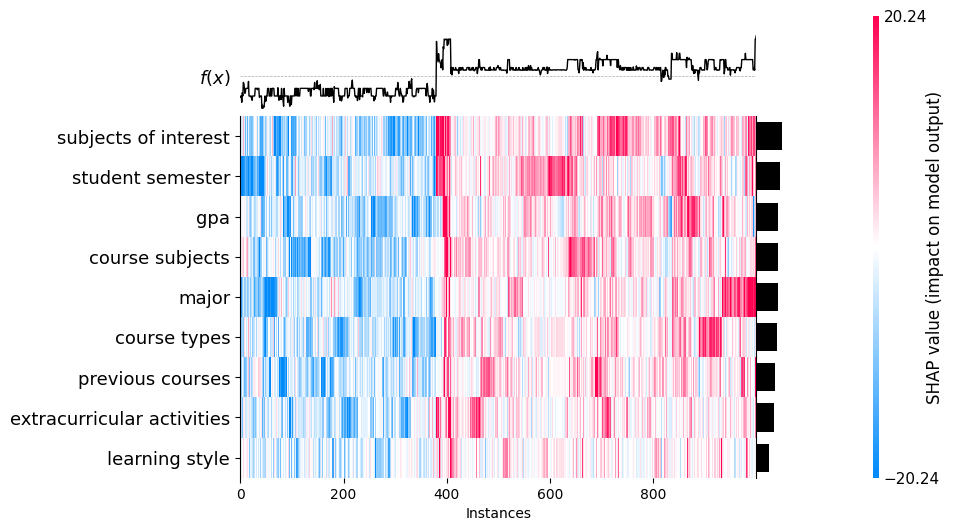 20.24
f(x)
subjects of interest
student semester
gpa
course subjects
major
course types
previous courses
extracurricular activities
learning style
SHAP value (impact on model output)
−20.24
0
200
400
600
800
Instances